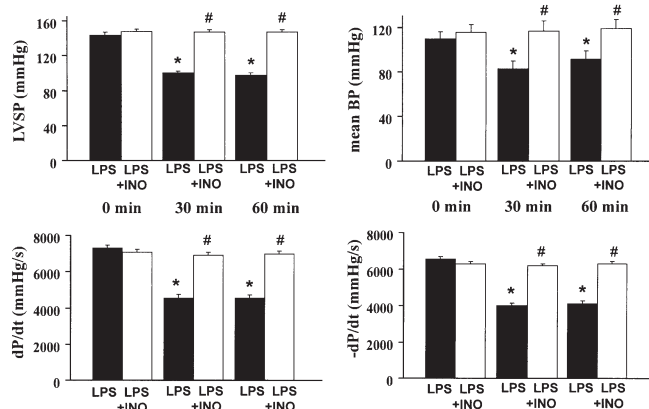 160
120
80
40
0
LVSP (mmHg)
* # * #
LPS LPS +INO LPS LPS +INO LPS LPS +INO
0 min 30 min 60 min
120
80
40
0
mean BP (mmHg)
* # * #
LPS LPS +INO LPS LPS +INO LPS LPS +INO
0 min 30 min 60 min
8000
6000
4000
2000
0
dP/dt (mmHg/s)
* # * #
LPS LPS +INO LPS LPS +INO LPS LPS +INO
-8000
6000
4000
2000
0
-dP/dt (mmHg/s)
* # * #
LPS LPS +INO LPS LPS +INO LPS LPS +INO